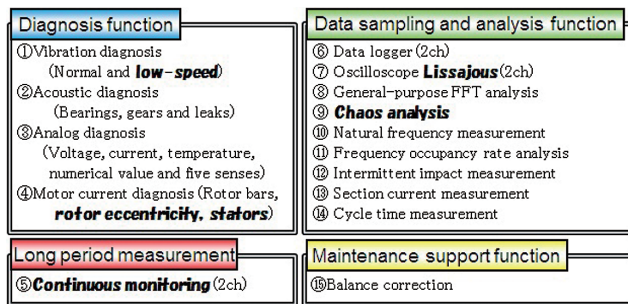 Diagnosis function
①Vibration diagnosis
(Normal and low-speed)
②Acoustic diagnosis
(Bearings, gears and leaks)
③Analog diagnosis
(Voltage, current, temperature,
numerical value and five senses)
④Motor current diagnosis (Rotor bars,
rotor eccentricity, stators)
Data sampling and analysis function
⑥ Data logger (2ch)
⑦ Oscilloscope Lissajous (2ch)
⑧ General-purpose FFT analysis
⑨ Chaos analysis
⑩ Natural frequency measurement
⑪ Frequency occupancy rate analysis
⑫ Intermittent impact measurement
⑬ Section current measurement
⑭ Cycle time measurement
Long period measurement
⑤Continuous monitoring (2ch)
Maintenance support function
⑮Balance correction